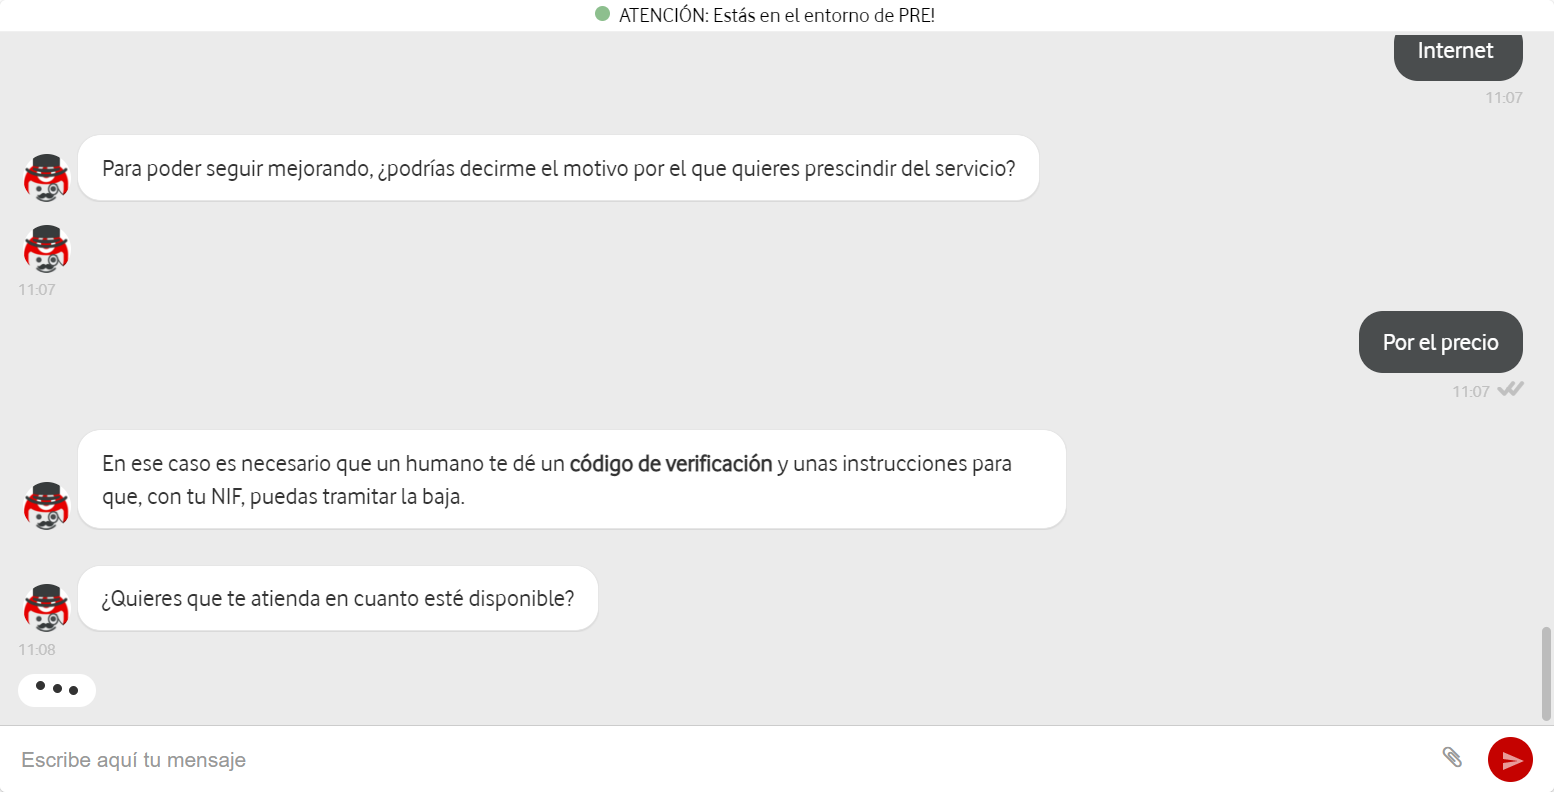 ATENCIÓN: Estás en el entorno de PRE!
Internet
11:07
Para poder seguir mejorando, ¿podrías decirme el motivo por el que quieres prescindir del servicio?
11:07
Por el precio
11:07
En ese caso es necesario que un humano te dé un código de verificación y unas instrucciones para
que, con tu NIF, puedas tramitar la baja.
¿Quieres que te atienda en cuanto esté disponible?
11:08
Escribe aquí tu mensaje